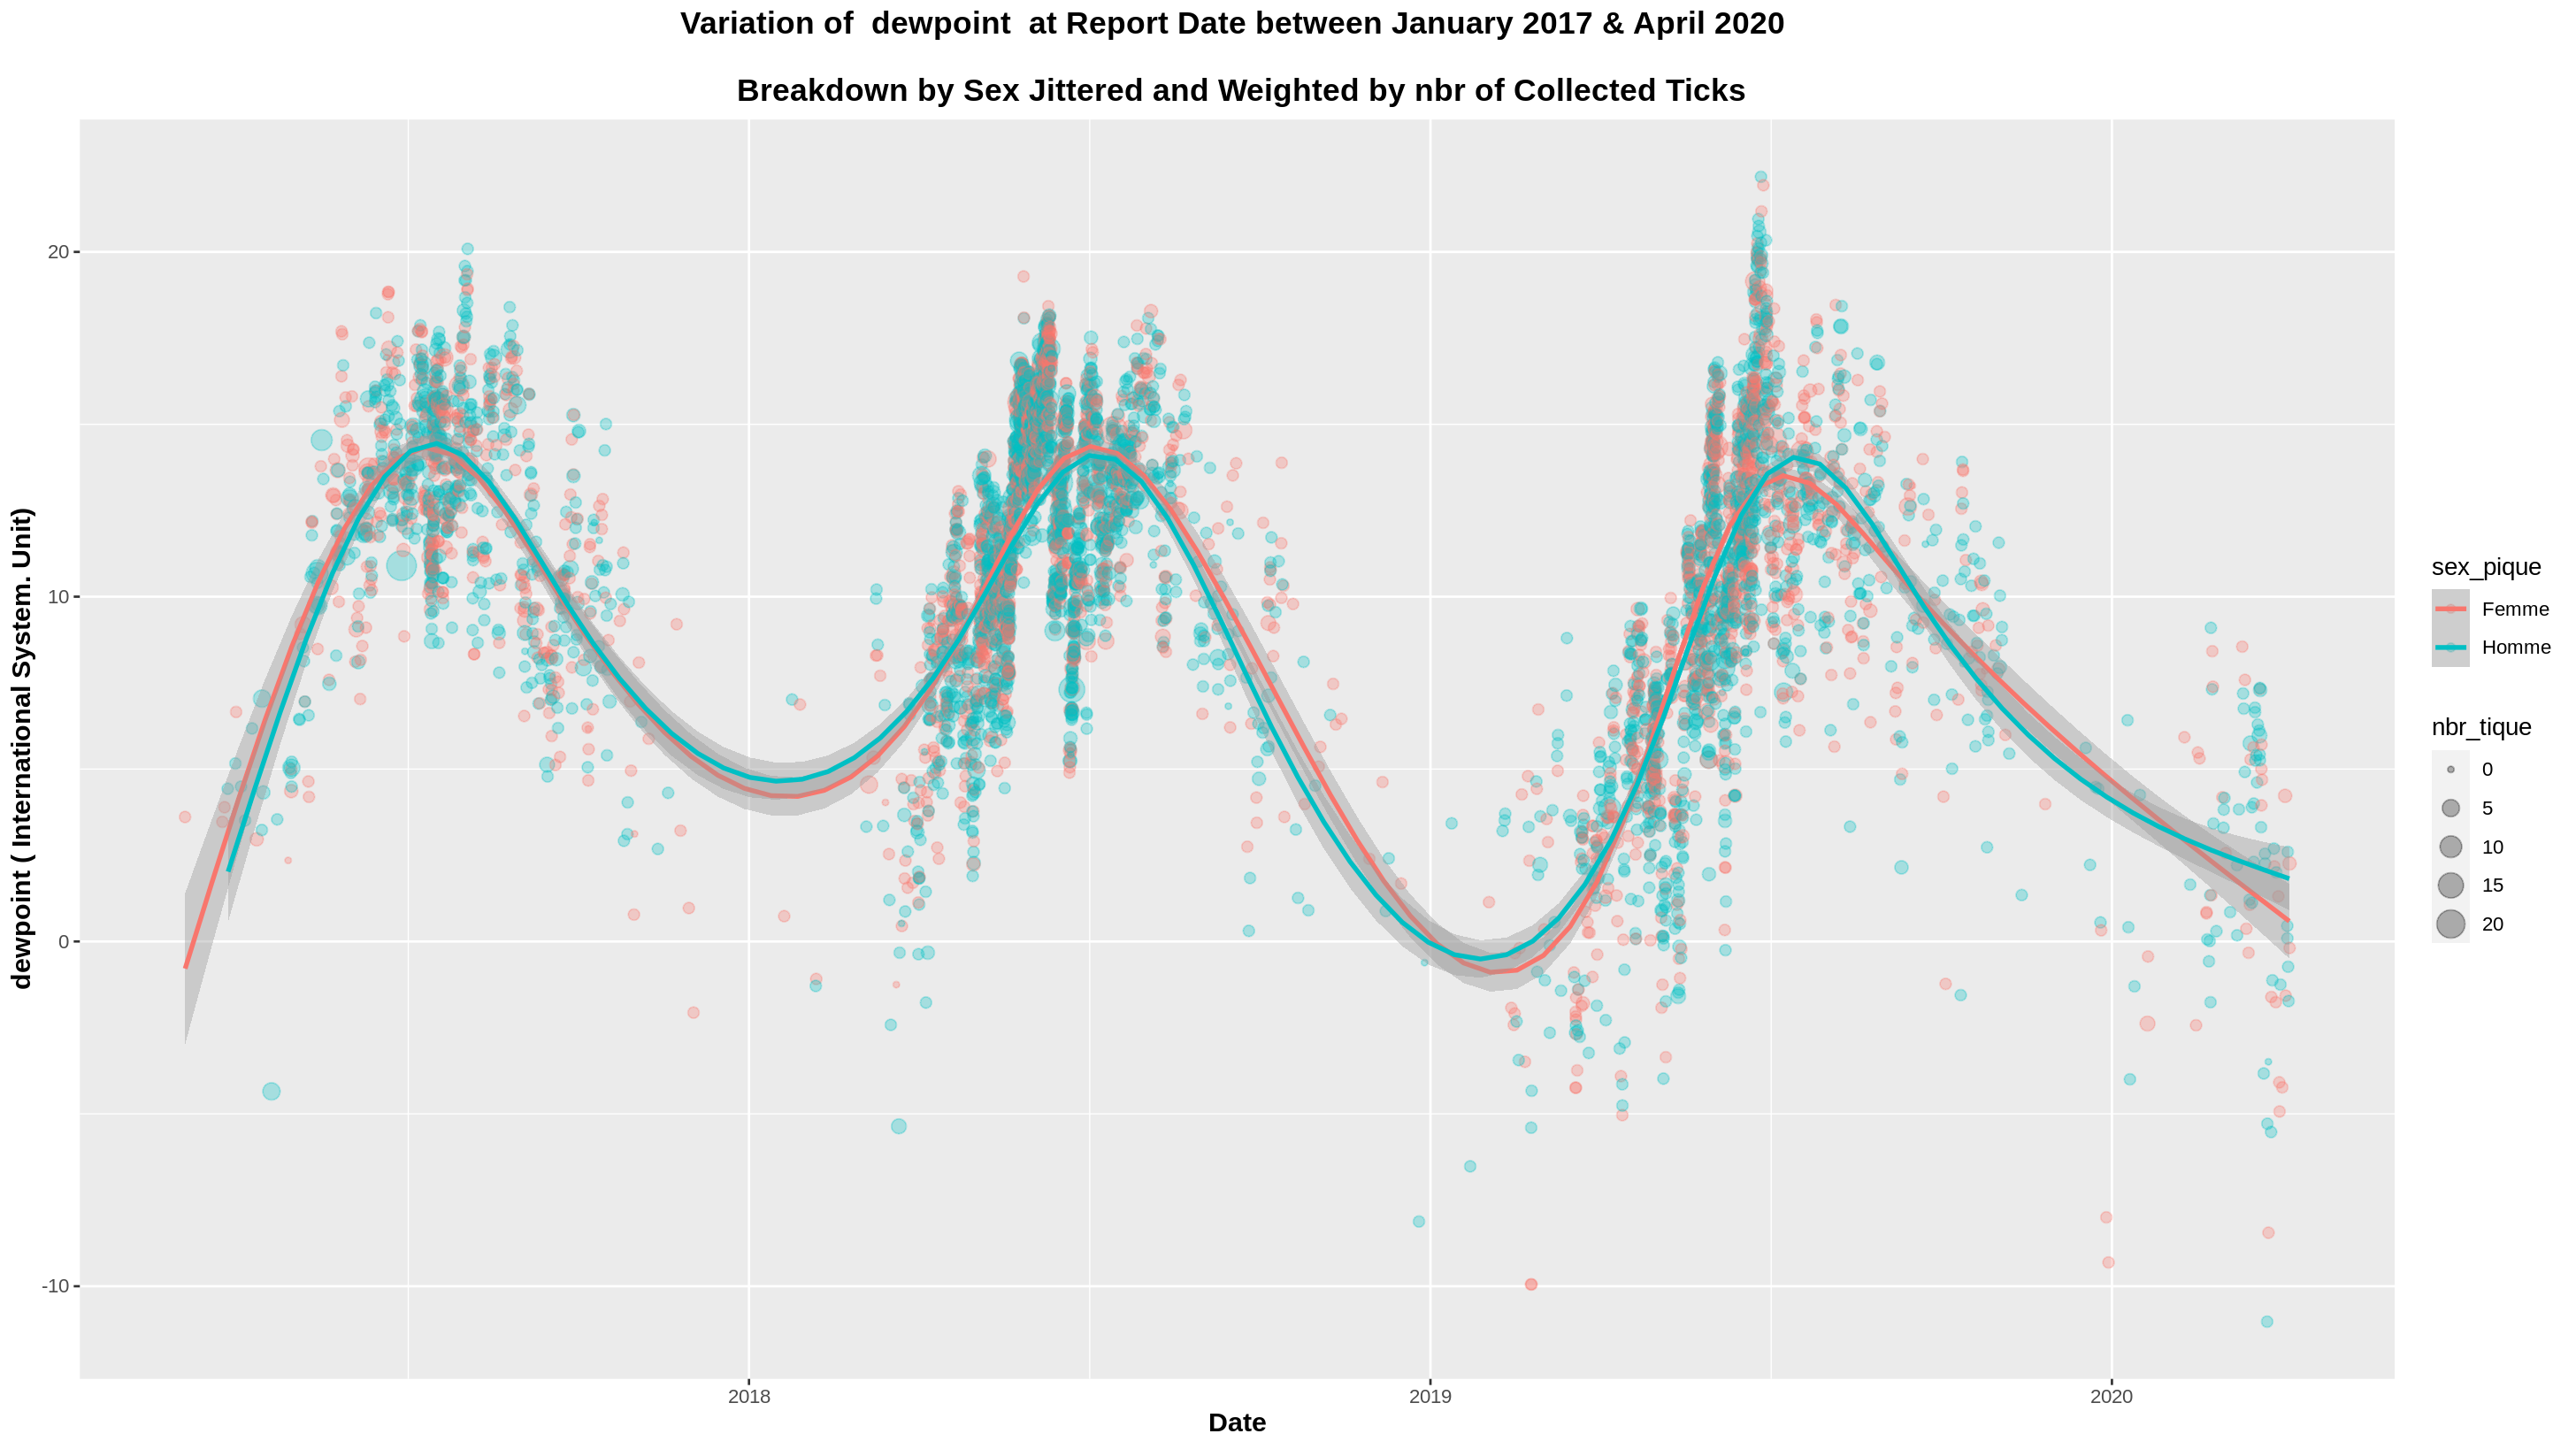 Variation of  dewpoint  at Report Date between January 2017 & April 2020
Breakdown by Sex Jittered and Weighted by nbr of Collected Ticks
dewpoint ( International System. Unit)
20
10
0
-10
2018
2019
2020
Date
sex_pique
Femme
Homme
nbr_tique
0
5
10
15
20